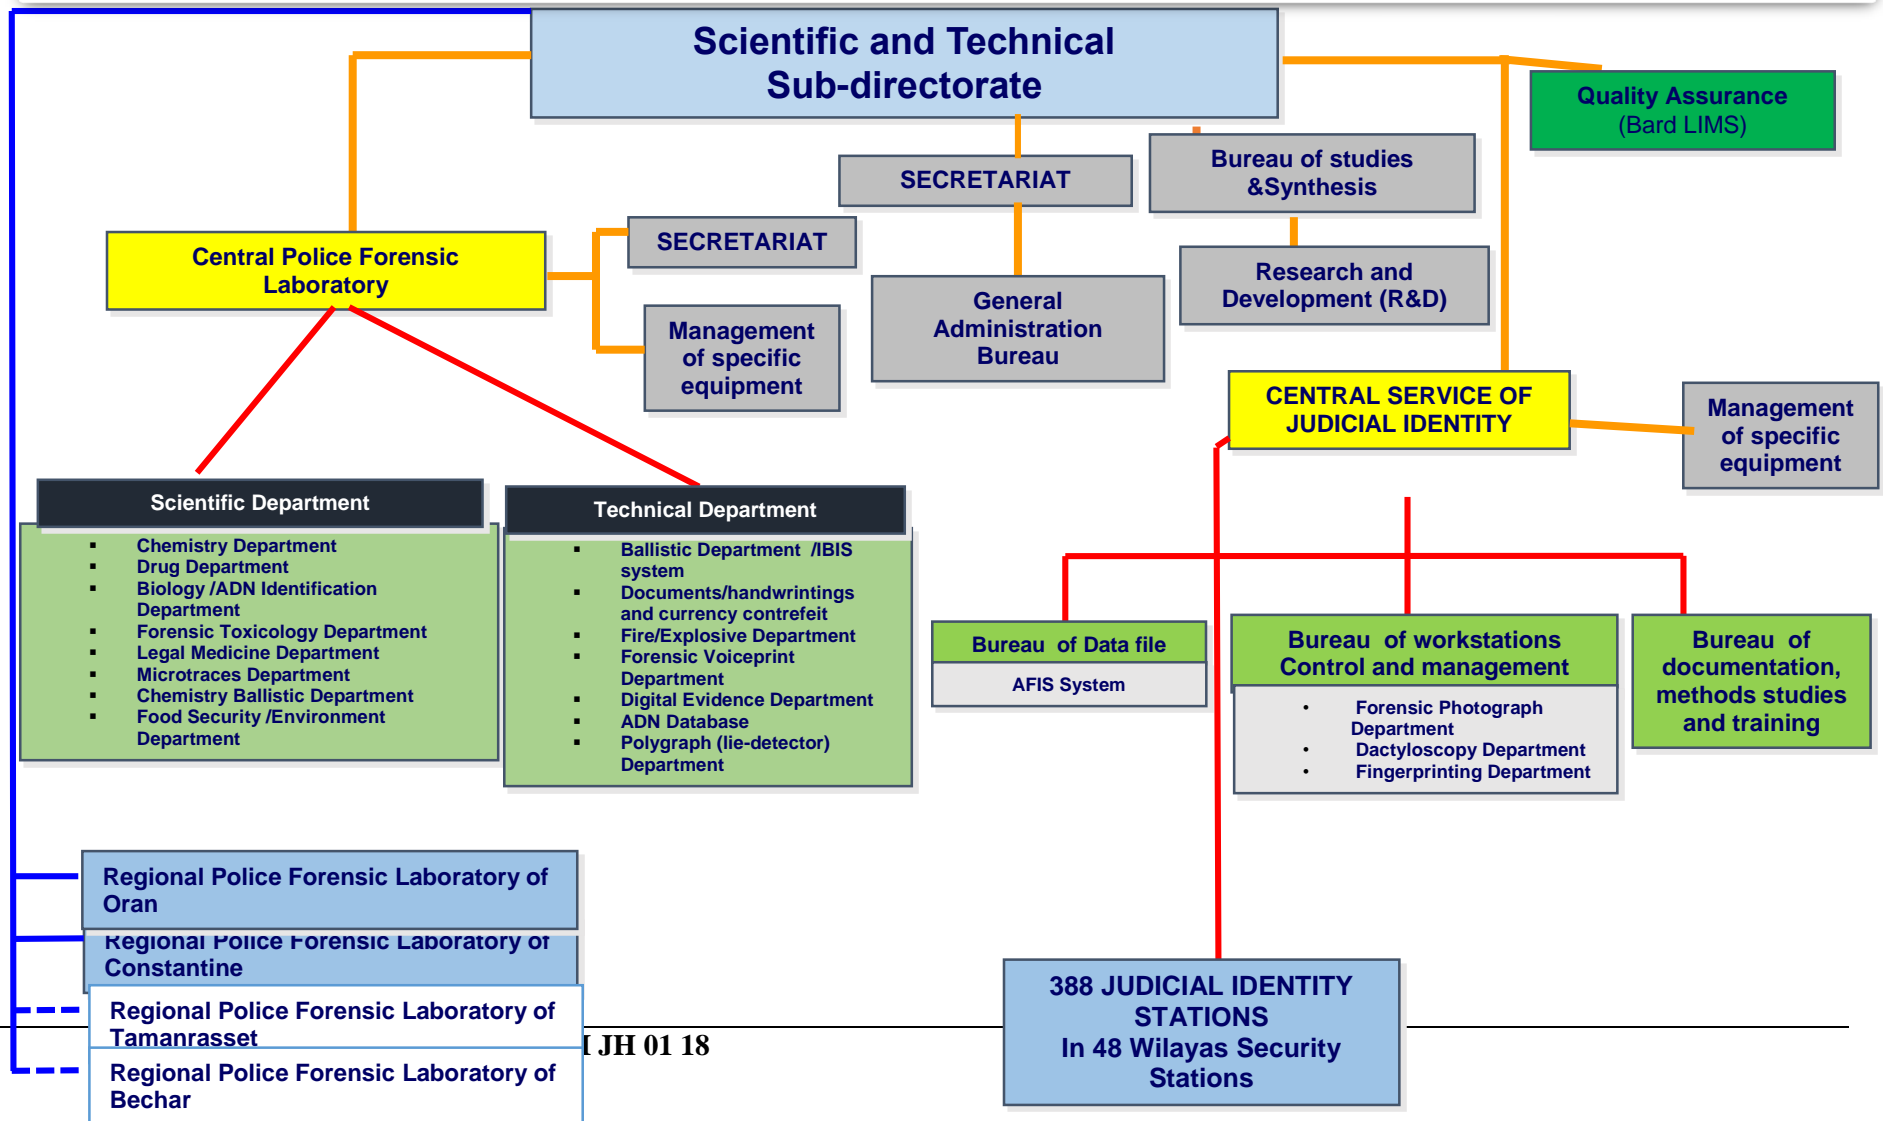 Scientific and Technical
Sub-directorate
Quality Assurance
(Bard LIMS)
Bureau of studies
&Synthesis
SECRETARIAT
SECRETARIAT
Central Police Forensic
Laboratory
Research and
Development (R&D)
General
Administration
Bureau
Management
of specific
equipment
CENTRAL SERVICE OF
JUDICIAL IDENTITY
Management
of specific
equipment
Scientific Department
▪ Chemistry Department
▪ Drug Department
▪ Biology /ADN Identification
Department
▪ Forensic Toxicology Department
▪ Legal Medicine Department
▪ Microtraces Department
▪ Chemistry Ballistic Department
▪ Food Security /Environment
Department
Technical Department
▪ Ballistic Department /IBIS
system
▪ Documents/handwrintings
and currency contrefeit
▪ Fire/Explosive Department
▪ Forensic Voiceprint
Department
▪ Digital Evidence Department
▪ ADN Database
▪ Polygraph (lie-detector)
Department
Bureau of Data file
AFIS System
Bureau of workstations
Control and management
• Forensic Photograph
Department
• Dactyloscopy Department
• Fingerprinting Department
Bureau of
documentation,
methods studies
and training
Regional Police Forensic Laboratory of
Oran
Regional Police Forensic Laboratory of
Constantine
Regional Police Forensic Laboratory of
Tamanrasset
Regional Police Forensic Laboratory of
Bechar
JH 01 18
388 JUDICIAL IDENTITY
STATIONS
In 48 Wilayas Security
Stations